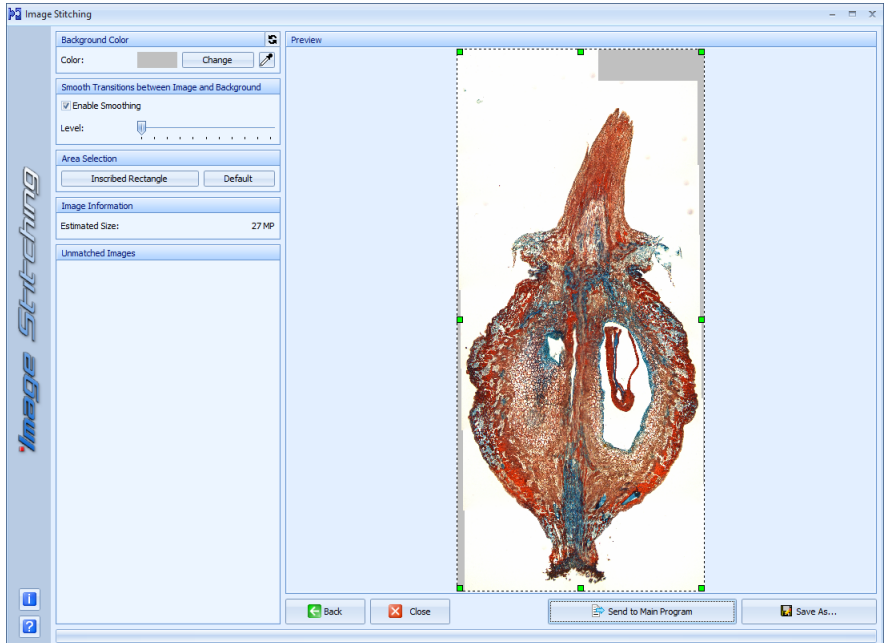 Image Stitching
Background Color
Color:
Change
Smooth Transitions between Image and Background
Enable Smoothing
Level:
Area Selection
Inscribed Rectangle
Default
Image Information
Estimated Size:
27 MP
Unmatched Images
Preview
Image Stitching
Back
Close
Send to Main Program
Save As...
i
?